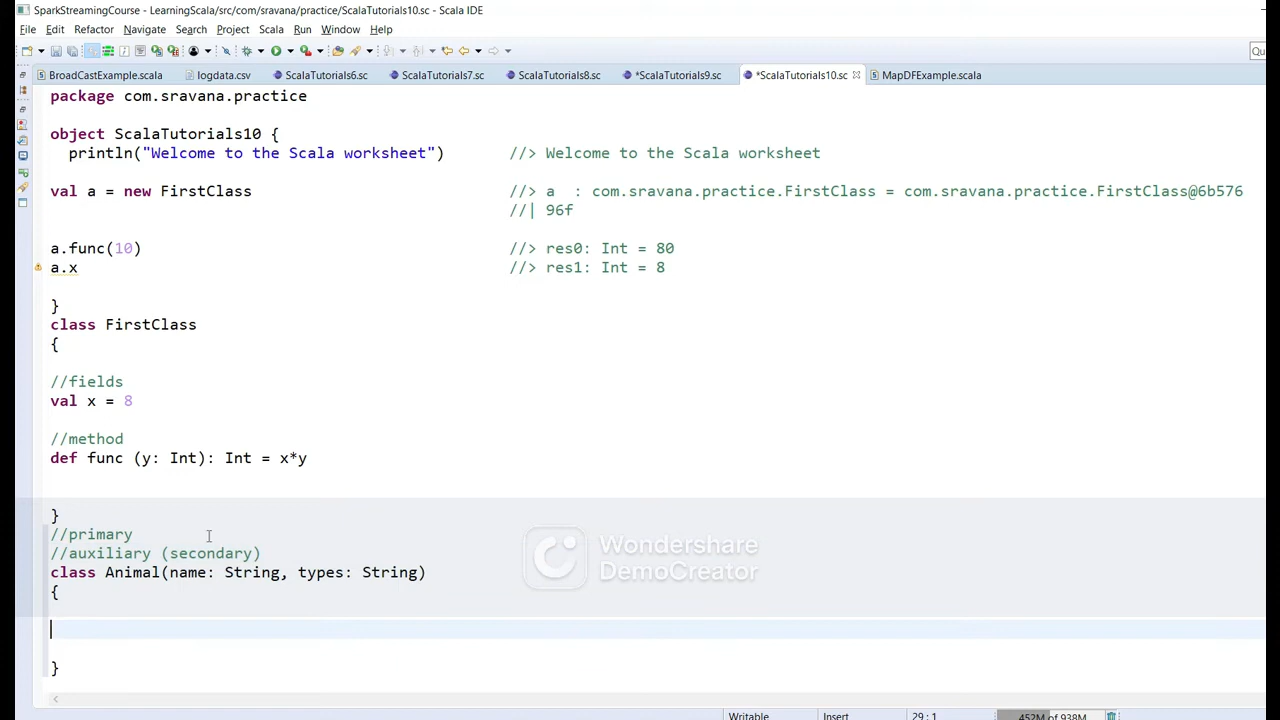 SparkStreamingCourse - LearningScala/src/com/sravana/practice/ScalaTutorials10.sc - Scala IDE
File Edit Refactor Navigate Search Project Scala Run Window Help
Qu
BroadCastExample.scala logdata.csv ScalaTutorials6.sc ScalaTutorials7.sc ScalaTutorials8.sc *ScalaTutorials9.sc *ScalaTutorials10.sc MapDFExample.scala
package com.sravana.practice
object ScalaTutorials10 {
println("Welcome to the Scala worksheet") //> Welcome to the Scala worksheet
val a = new FirstClass //> a : com.sravana.practice.FirstClass = com.sravana.practice.FirstClass@6b576
//| 96f
a.func(10) //> res0: Int = 80
a.x //> res1: Int = 8
}
class FirstClass
{
//fields
val x = 8
//method
def func (y: Int): Int = x*y
}
//primary
//auxiliary (secondary)
class Animal(name: String, types: String)
{
}
Wondershare
DemoCreator
Writable Insert 29 : 1 452M of 938M